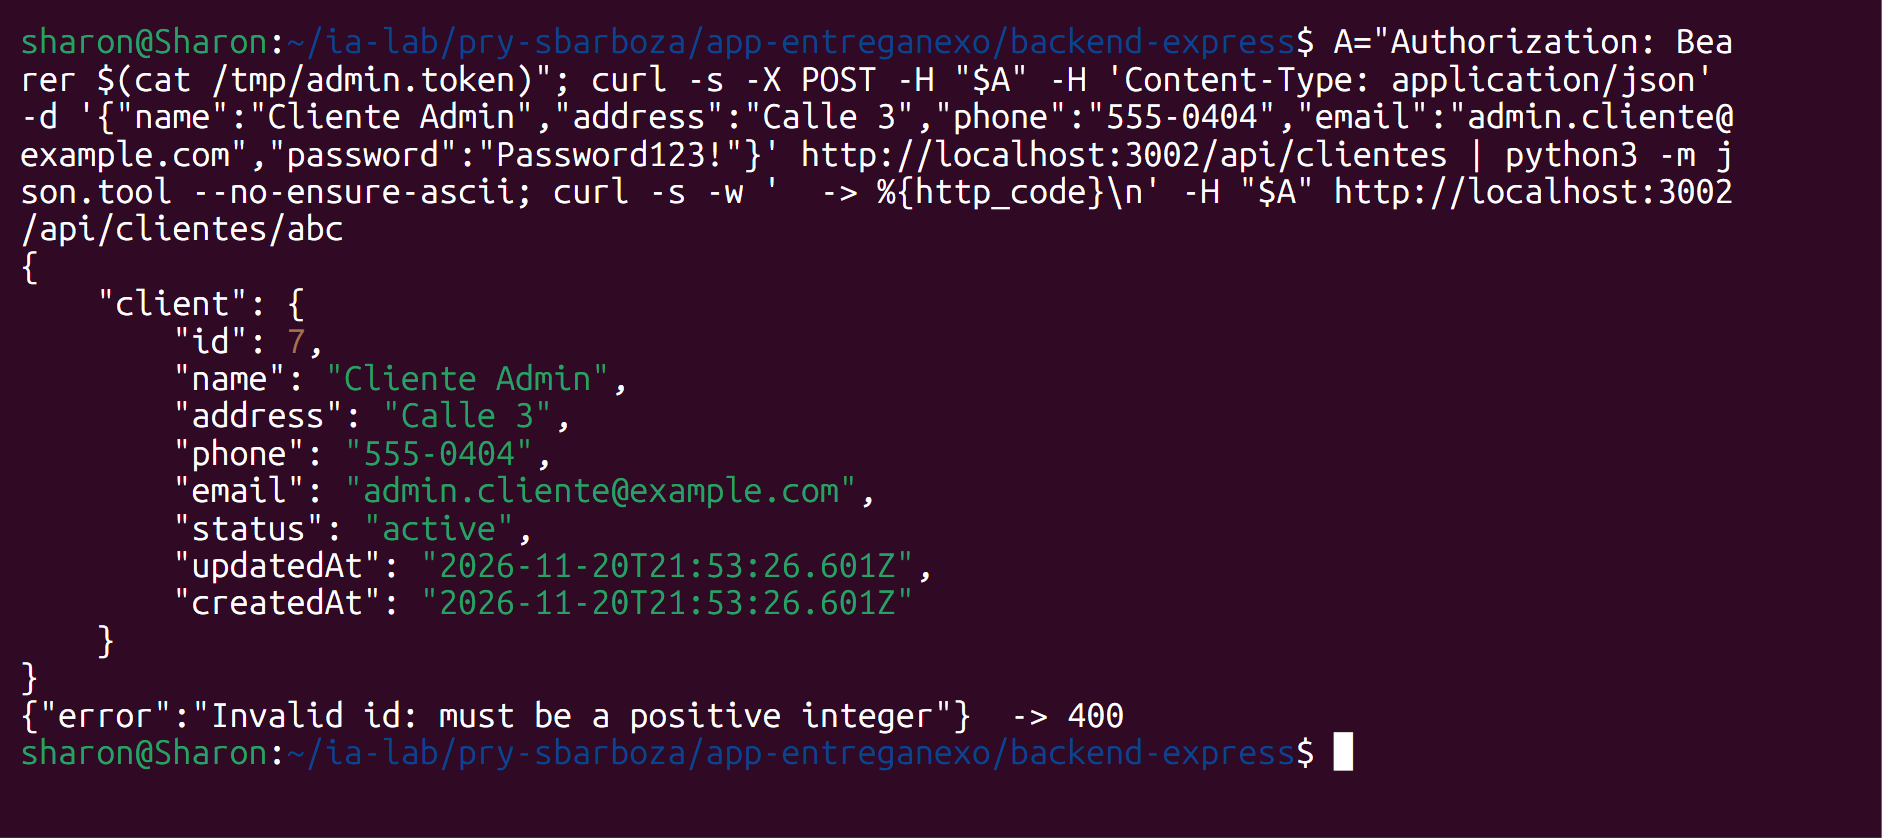 sharon@Sharon:~/ia-lab/pry-sbarboza/app-entreganexo/backend-express$ A="Authorization: Bea
rer $(cat /tmp/admin.token)"; curl -s -X POST -H "$A" -H 'Content-Type: application/json'
-d '{"name":"Cliente Admin","address":"Calle 3","phone":"555-0404","email":"admin.cliente@
example.com","password":"Password123!"}' http://localhost:3002/api/clientes | python3 -m j
son.tool --no-ensure-ascii; curl -s -w '  -> %{http_code}\n' -H "$A" http://localhost:3002
/api/clientes/abc
{
    "client": {
        "id": 7,
        "name": "Cliente Admin",
        "address": "Calle 3",
        "phone": "555-0404",
        "email": "admin.cliente@example.com",
        "status": "active",
        "updatedAt": "2026-11-20T21:53:26.601Z",
        "createdAt": "2026-11-20T21:53:26.601Z"
    }
}
{"error":"Invalid id: must be a positive integer"}  -> 400
sharon@Sharon:~/ia-lab/pry-sbarboza/app-entreganexo/backend-express$